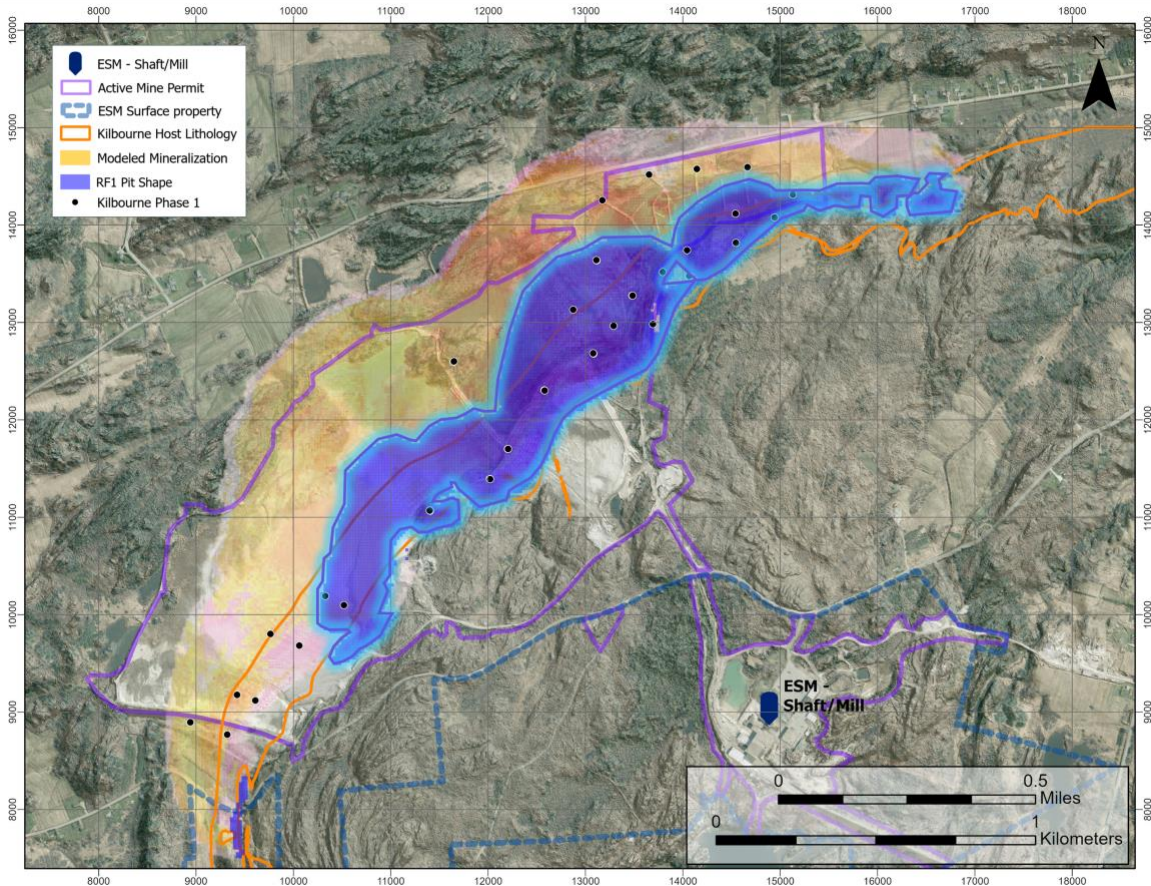 8000 9000 10000 11000 12000 13000 14000 15000 16000 17000 18000
16000 16000
N
ESM - Shaft/Mill
Active Mine Permit
ESM Surface property
Kilbourne Host Lithology
Modeled Mineralization
RF1 Pit Shape
Kilbourne Phase 1
15000 15000
14000 14000
13000 13000
12000 12000
11000 11000
10000 10000
9000 9000
ESM -
Shaft/Mill
8000 8000
0 0.5
Miles
0 1
Kilometers
8000 9000 10000 11000 12000 13000 14000 15000 16000 17000 18000